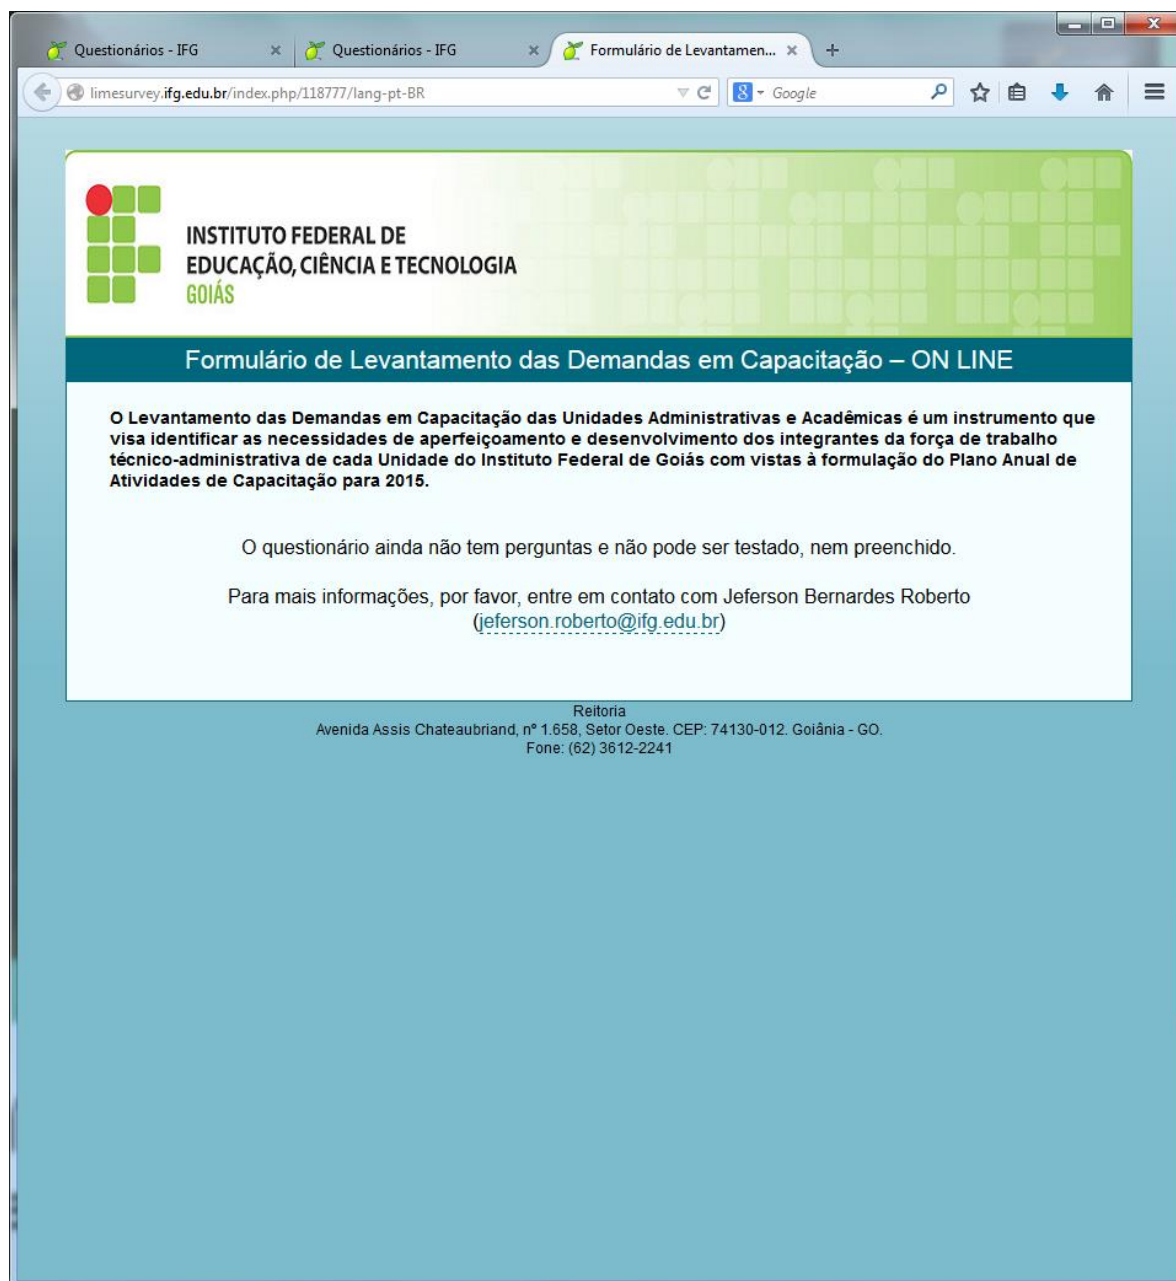 Questionários - IFG
Questionários - IFG
Formulário de Levantamen...
limesurvey.ifg.edu.br/index.php/118777/lang-pt-BR
8
Google
INSTITUTO FEDERAL DE
EDUCAÇÃO, CIÊNCIA E TECNOLOGIA
GOIÁS
Formulário de Levantamento das Demandas em Capacitação – ON LINE
O Levantamento das Demandas em Capacitação das Unidades Administrativas e Acadêmicas é um instrumento que
visa identificar as necessidades de aperfeiçoamento e desenvolvimento dos integrantes da força de trabalho
técnico-administrativa de cada Unidade do Instituto Federal de Goiás com vistas à formulação do Plano Anual de
Atividades de Capacitação para 2015.
O questionário ainda não tem perguntas e não pode ser testado, nem preenchido.
Para mais informações, por favor, entre em contato com Jeferson Bernardes Roberto
(jeferson.roberto@ifg.edu.br)
Reitoria
Avenida Assis Chateaubriand, nº 1.658, Setor Oeste. CEP: 74130-012. Goiânia - GO.
Fone: (62) 3612-2241